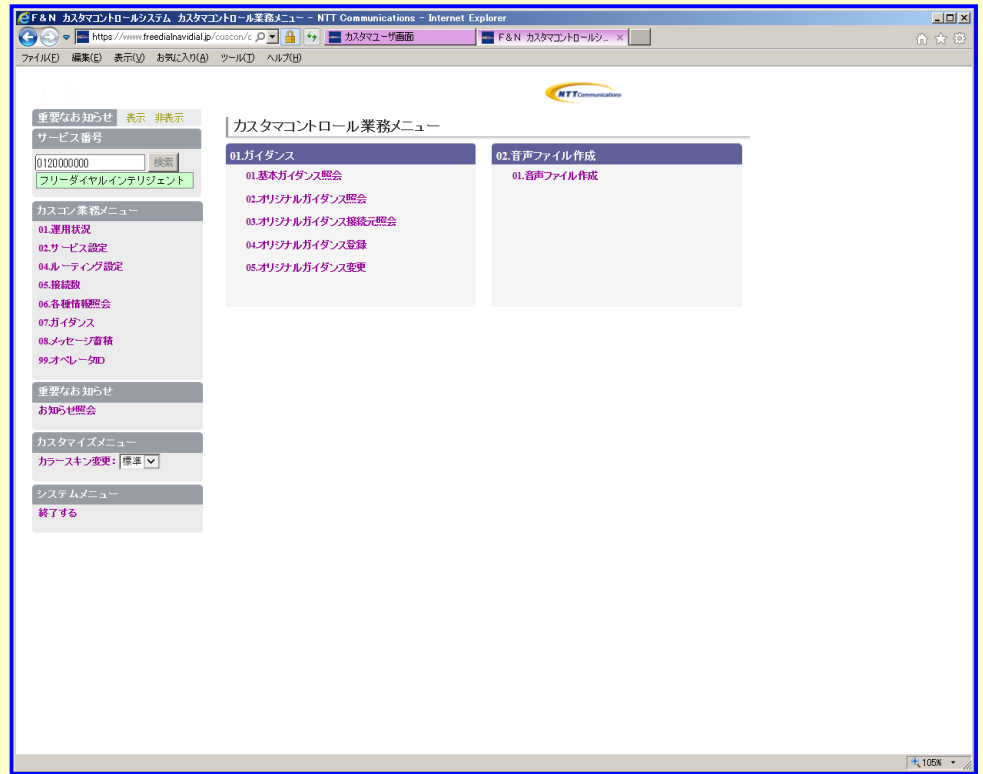 F&N カスタマコントロールシステム カスタマコントロール業務メニュー - NTT Communications - Internet Explorer
https://www.freedialnavidial.jp/cuscon/c
カスタマユーザ画面
F&N カスタマコントロールシ...
ファイル(F) 編集(E) 表示(V) お気に入り(A) ツール(T) ヘルプ(H)
NTT Communications
重要なお知らせ 表示 非表示
サービス番号
0120000000 検索
フリーダイヤルインテリジェント
カスコン業務メニュー
01.運用状況
02.サービス設定
04.ルーティング設定
05.接続数
06.各種情報照会
07.ガイダンス
08.メッセージ蓄積
99.オペレータID
重要なお知らせ
お知らせ照会
カスタマイズメニュー
カラースキン変更: 標準
システムメニュー
終了する
カスタマコントロール業務メニュー
01.ガイダンス
01.基本ガイダンス照会
02.オリジナルガイダンス照会
03.オリジナルガイダンス接続元照会
04.オリジナルガイダンス登録
05.オリジナルガイダンス変更
02.音声ファイル作成
01.音声ファイル作成
105%